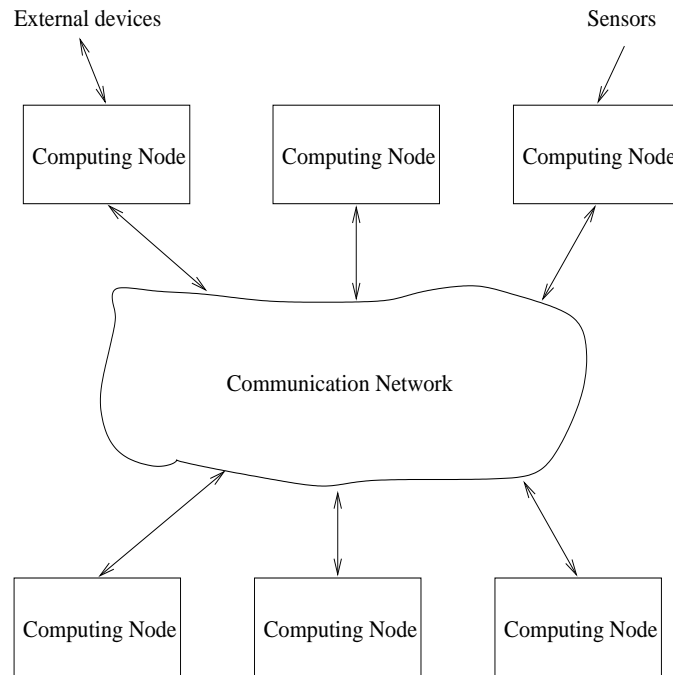 External devices
Sensors
Computing Node
Computing Node
Computing Node
Communication Network
Computing Node
Computing Node
Computing Node